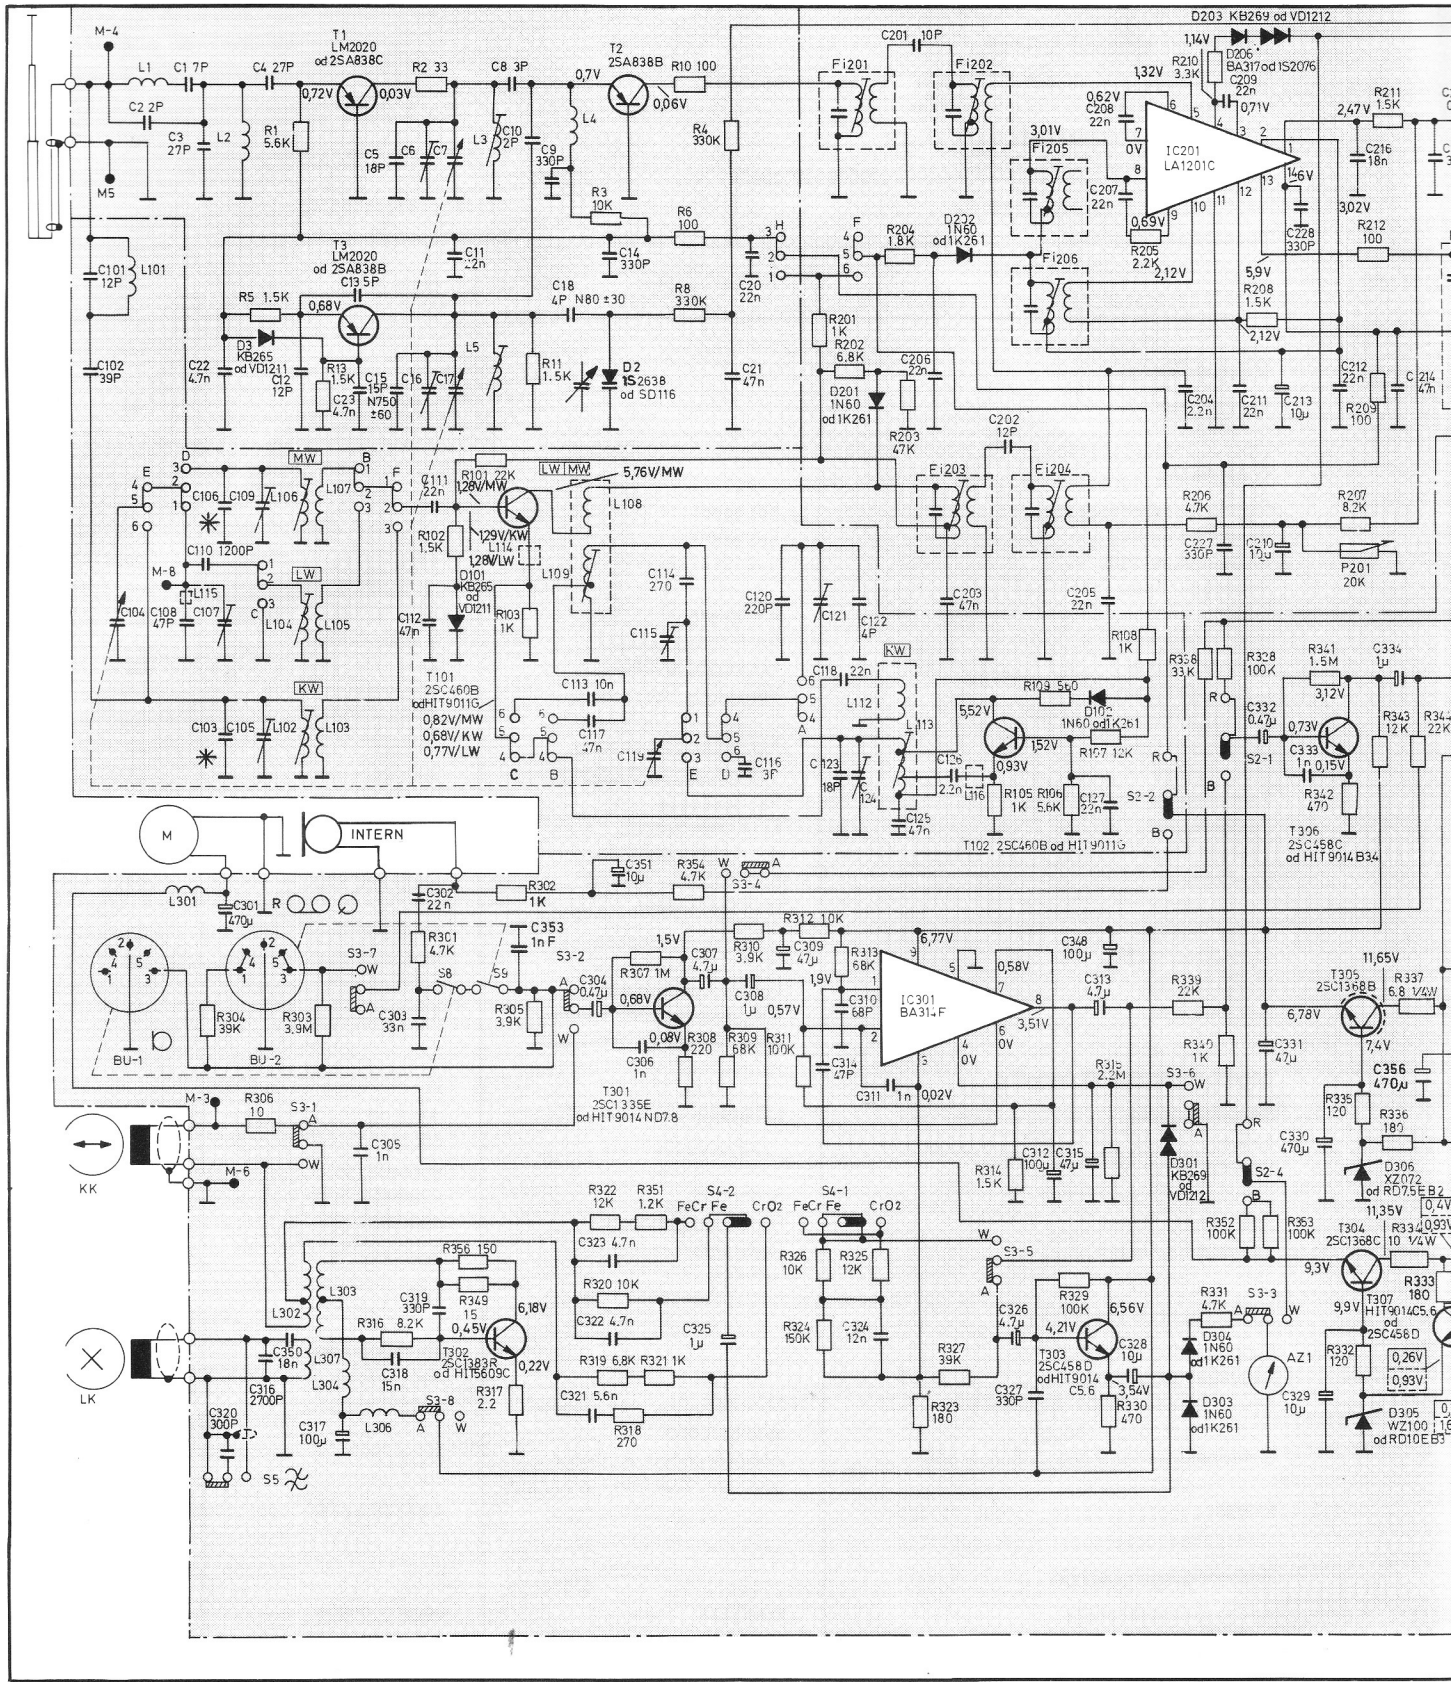 D203 KB269 od VD1212
M-4
T1
LM2020
od 2SA838C
T2
2SA838B
C201 10P
1,14V
D206
BA317 od 1S2076
L1
C1 7P
C4 27P
R2 33
C8 3P
0,7V
R10 100
Fi201
Fi202
1,32V
R210
3.3K
C209
22n
0,71V
R211
1.5K
2,47V
0,72V
0,03V
0,06V
0,62V
C208
22n
C2 2P
C3
27P
L2
R1
5.6K
C5
18P
C6
C7
L3
C10
2P
C9
330P
L4
R4
330K
3,01V
Fi205
IC201
LA1201C
C216
18n
M5
R3
10K
C207
22n
0,69V
R205
2.2K
2,12V
C228
330P
3,02V
R212
100
R6
100
H
F
R204
1.8K
D202
1N60
od 1K261
Fi206
5,9V
R208
1.5K
2,12V
C101
12P
L101
T3
LM2020
od 2SA838B
C11
22n
C14
330P
C20
22n
C13 5P
R5 1.5K
0,68V
C18
4P
N80 ±30
R8
330K
R201
1K
R202
6.8K
C206
22n
D3
KB265
od VD1211
L5
C102
39P
C22
4.7n
C12
12P
R13
1.5K
C23
4.7n
C15
15P
N750
±60
C16
C17
R11
1.5K
D2
1S2638
od SD116
C21
47n
D201
1N60
od 1K261
R203
47K
C204
2.2n
C211
22n
C213
10µ
C212
22n
R209
100
C214
47n
C202
12P
MW
LW MW
5,76V/MW
Fi203
Fi204
E
D
B
F
C106
C109
L106
L107
C111
22n
R101 22K
1,28V/MW
L108
R206
4.7K
R207
8.2K
C110 1200P
R102
1.5K
1,29V/KW
L114
1,28V/LW
C227
330P
C210
10µ
P201
20K
M-8
L115
LW
D101
KB265
od
VD1211
L109
C114
270
C120
220P
C121
C122
4P
C203
47n
C205
22n
C104
C108
47P
C107
L104
L105
C
C112
47n
R103
1K
C115
R108
1K
R338
33K
R328
100K
R341
1.5M
C334
1µ
KW
KW
T101
2SC460B
od HIT9011G
C113 10n
C118
22n
L112
R109 560
D102
1N60 od 1K261
3,12V
C103
C105
L102
L103
0,82V/MW
0,68V/KW
0,77V/LW
C117
47n
5,52V
L113
C332
0.47µ
0,73V
R343
12K
R344
22K
C119
C116
3P
A
1,52V
R107 12K
C333
1n
0,15V
S2-1
C
B
E
D
C123
18P
C124
C126
2.2n
L116
0,93V
R105
1K
R106
5.6K
C127
22n
S2-2
R342
470
C125
47n
T306
2SC458C
od HIT9014B34
M
INTERN
T102 2SC460B od HIT9011G
L301
C301
470µ
R
C302
22n
R302
1K
C351
10µ
R354
4.7K
W
A
S3-4
R301
4.7K
C353
1nF
S3-7
S3-2
1,5V
R307 1M
C307
4.7µ
R310
3.9K
R312 10K
C309
47µ
R313
68K
6,77V
0,58V
C348
100µ
C313
4.7µ
R339
22K
11,65V
T305
2SC1368B
R337
6.8 1/4W
S8
S9
C304
0.47µ
0,68V
C308
1µ
0,57V
1,9V
C310
68P
IC301
BA314F
3,51V
6,78V
R304
39K
R303
3.9M
BU-1
BU-2
C303
33n
R305
3.9K
0,08V
C306
1n
R308
220
R309
68K
R311
100K
C314
47P
0V
0V
7,4V
R340
1K
C331
47µ
C356
470µ
T301
2SC1335E
od HIT9014 ND7.8
C311 1n
0,02V
R315
2.2M
S3-6
M-3
R306
10
S3-1
R335
120
R336
180
KK
M-6
C305
1n
R314
1.5K
C312
100µ
C315
47µ
D301
KB269
od
VD1212
C330
470µ
D306
XZ072
od RD7.5EB2
S2-4
R322
12K
R351
1.2K
S4-2
FeCr Fe CrO2
S4-1
FeCr Fe CrO2
11,35V
0,4V
0,93V
C323 4.7n
S3-5
R352
100K
R353
100K
T304
2SC1368C
R334
10 1/4W
R356 150
R326
10K
R325
12K
L303
C319
330P
R349
15
R320 10K
R329
100K
9,3V
R333
180
L302
6,18V
C322 4.7n
C325
1µ
C326
4.7µ
6,56V
R331
4.7K
S3-3
T307
HIT9014C5.6
od
2SC458D
9,9V
R316
8.2K
0,45V
R324
150K
C324
12n
4,21V
LK
C350
18n
L307
C318
15n
T302
2SC1383R
od HIT5609C
0,22V
R319 6.8K
R321 1K
R327
39K
T303
2SC458D
od HIT9014
C5.6
C328
10µ
D304
1N60
od 1K261
AZ1
R332
120
0,26V
0,93V
C316
2700P
L304
R317
2.2
C321 5.6n
C327
330P
3,54V
C320
300P
C317
100µ
L306
S3-8
A
W
R318
270
R323
180
R330
470
D303
1N60
od 1K261
C329
10µ
D305
WZ100
od RD10EB3
S5